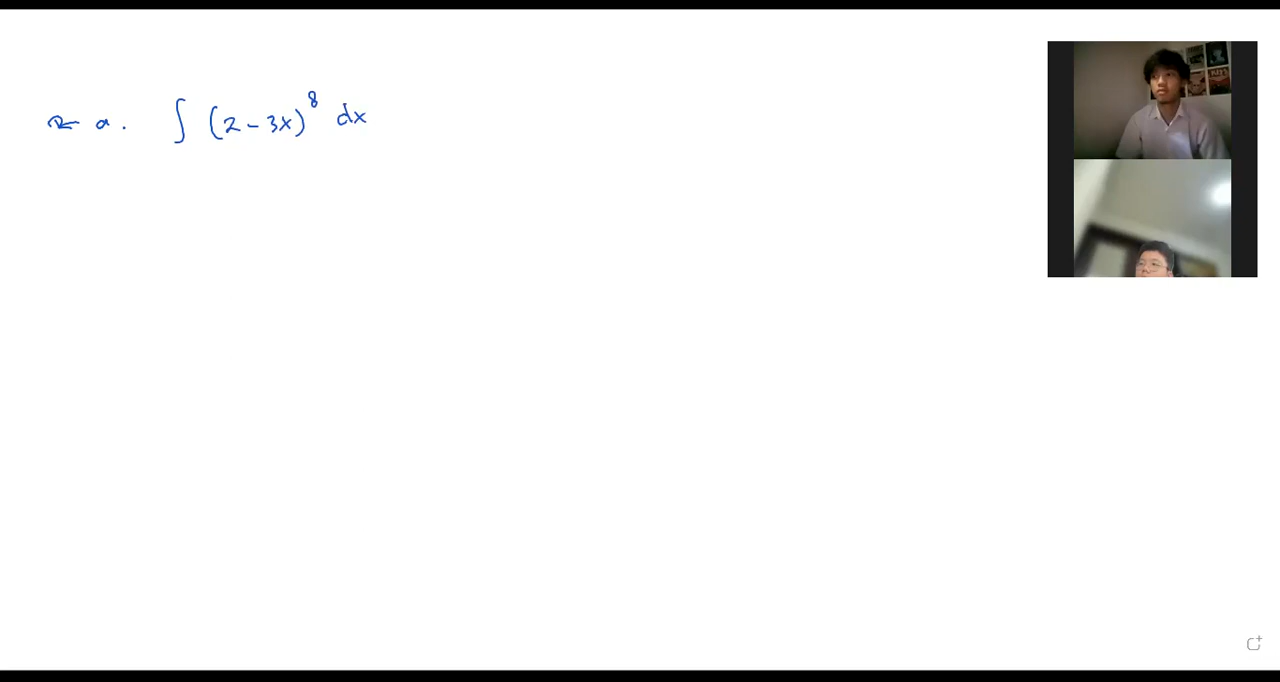 a. ∫ (2-3x)⁸ dx